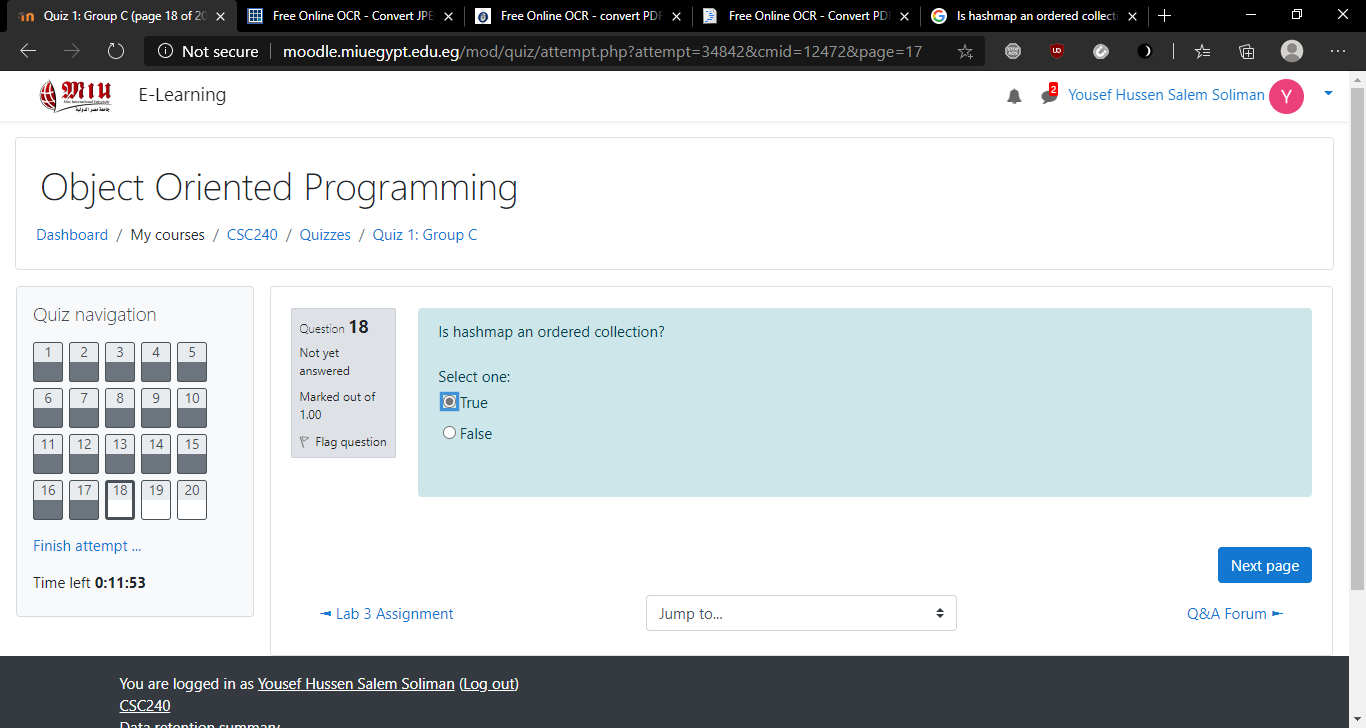 Quiz 1: Group C (page 18 of 20
Free Online OCR - Convert JPE
Free Online OCR - convert PDF
Free Online OCR - Convert PDF
Is hashmap an ordered collecti
Not secure
moodle.miuegypt.edu.eg/mod/quiz/attempt.php?attempt=34842&cmid=12472&page=17
MIU
E-Learning
2
Yousef Hussen Salem Soliman
Y
Object Oriented Programming
Dashboard / My courses / CSC240 / Quizzes / Quiz 1: Group C
Quiz navigation
1 2 3 4 5
6 7 8 9 10
11 12 13 14 15
16 17 18 19 20
Finish attempt ...
Time left 0:11:53
Question 18
Not yet
answered
Marked out of
1.00
Flag question
Is hashmap an ordered collection?
Select one:
True
False
Next page
◄ Lab 3 Assignment
Jump to...
Q&A Forum ►
You are logged in as Yousef Hussen Salem Soliman (Log out)
CSC240
Data retention summary